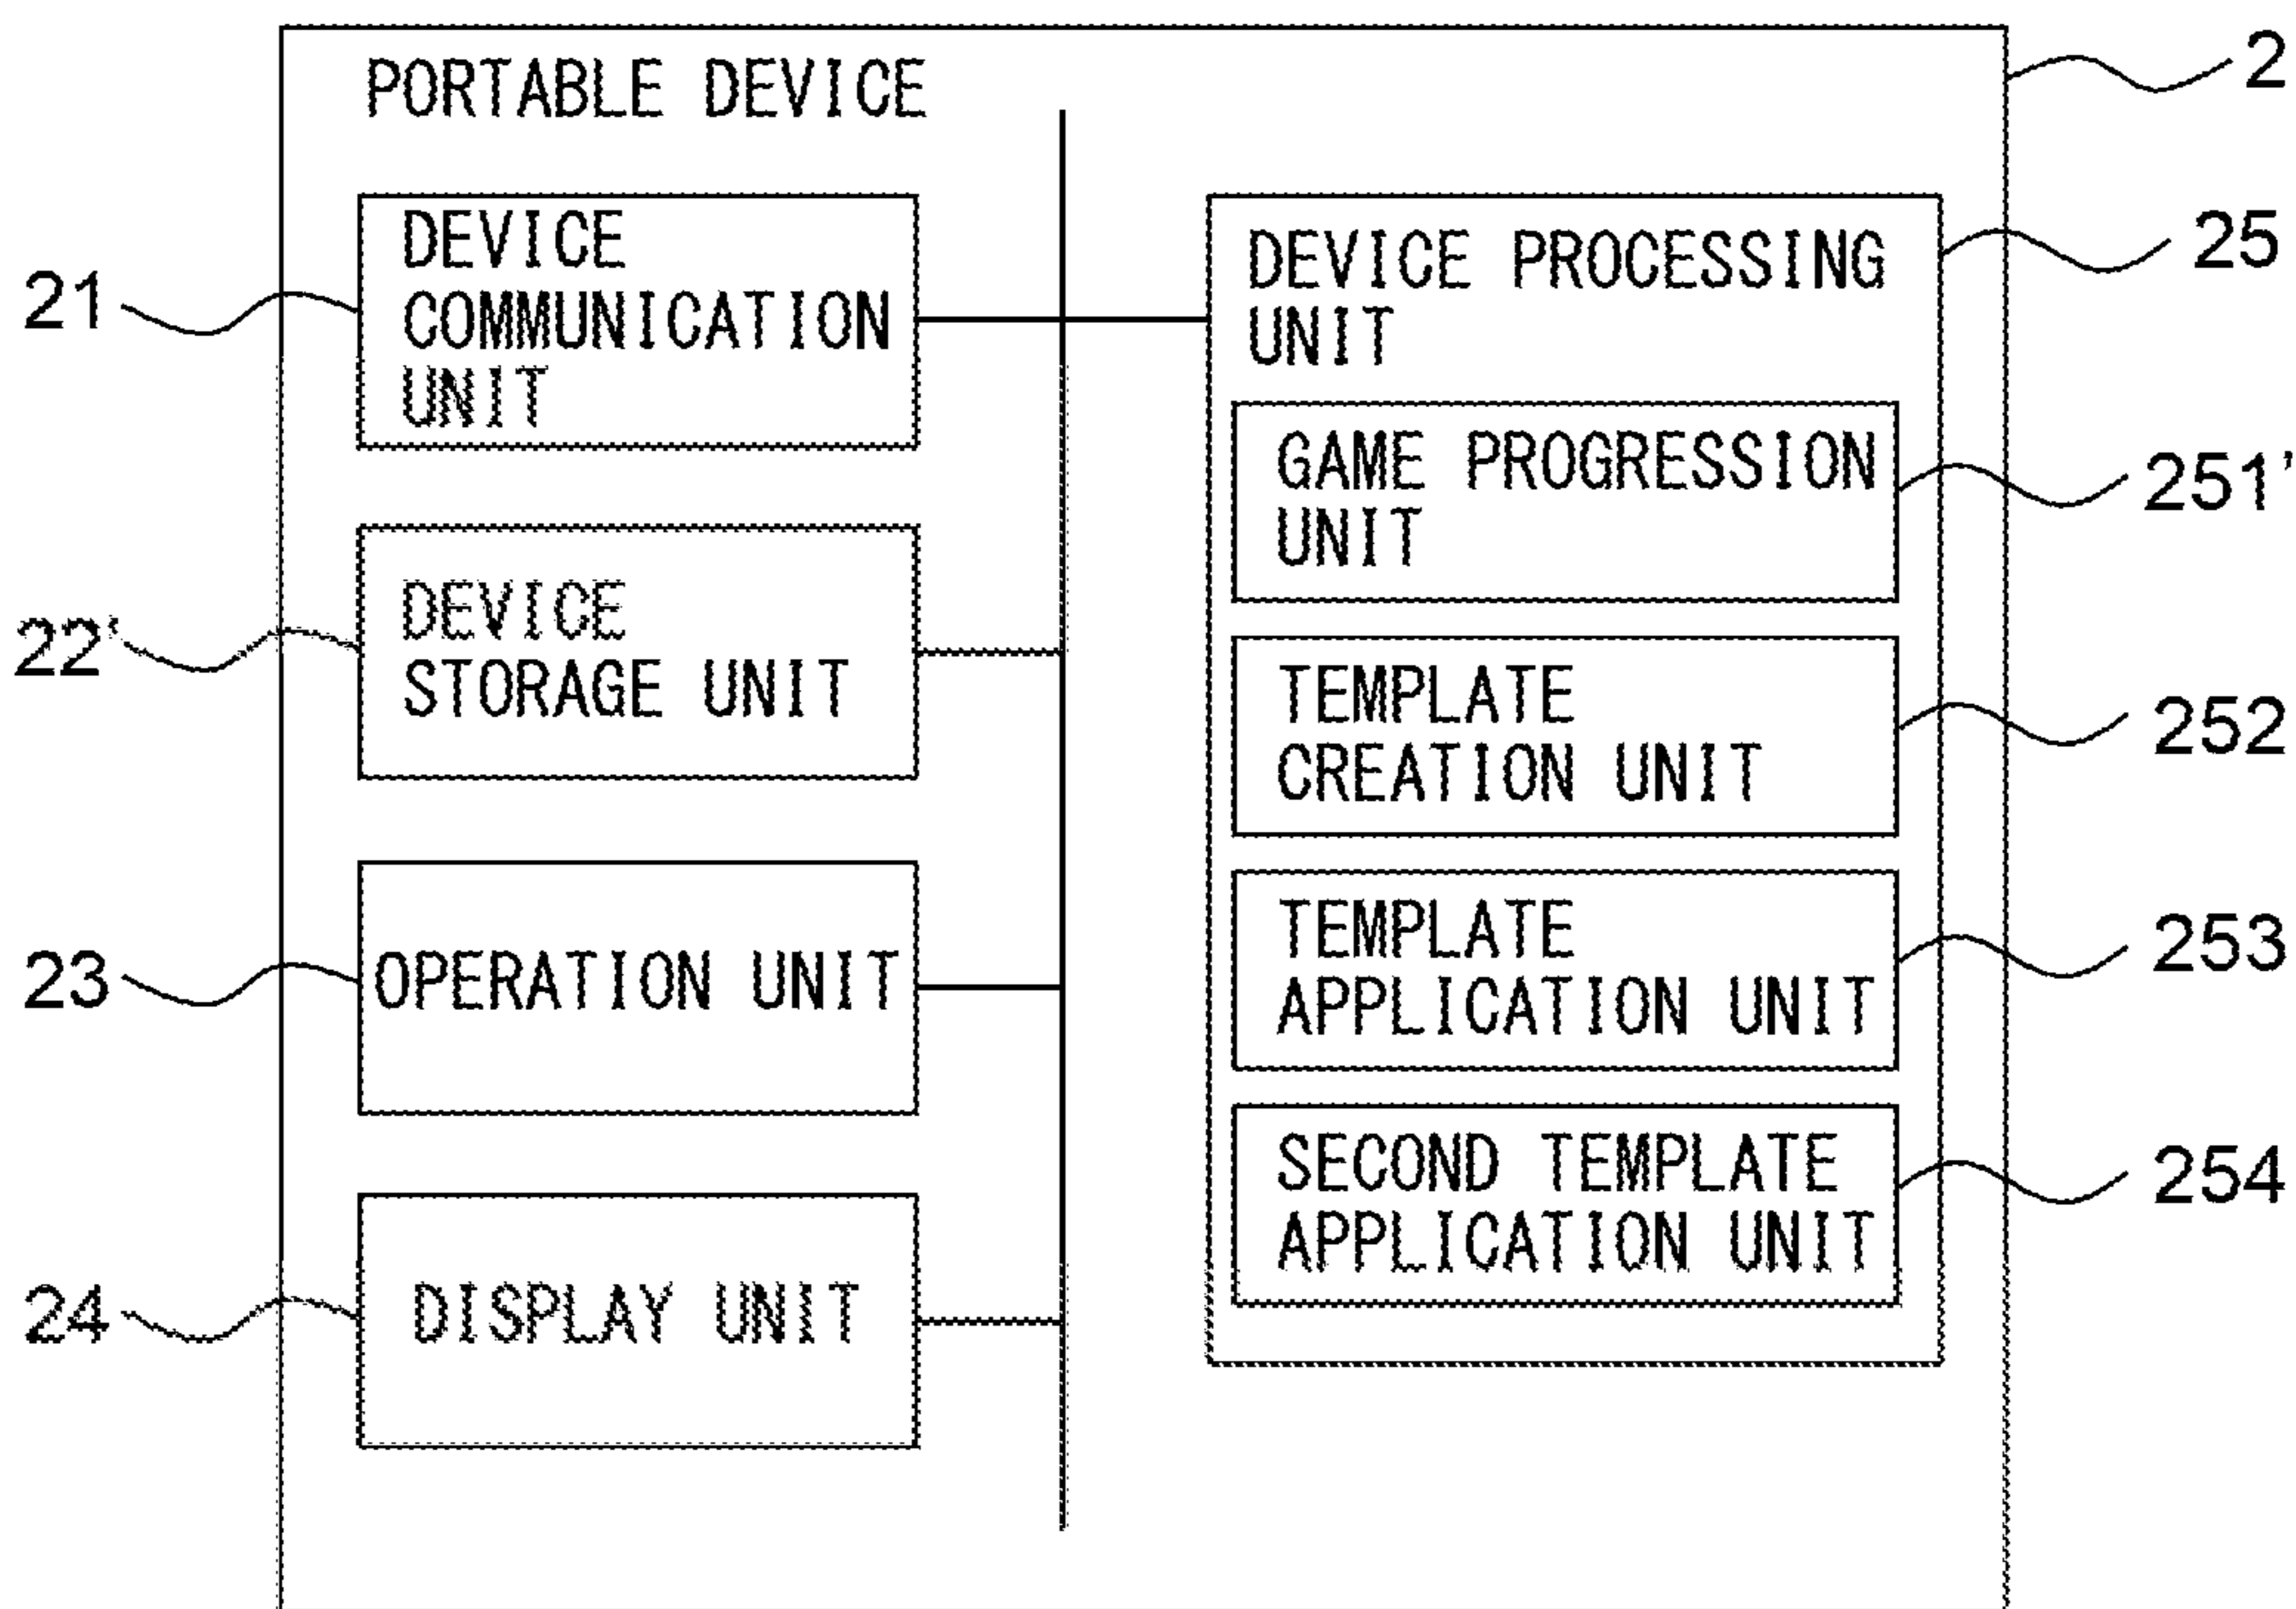 PORTABLE DEVICE
2
21
DEVICE
COMMUNICATION
UNIT
22'
DEVICE
STORAGE UNIT
23
OPERATION UNIT
24
DISPLAY UNIT
DEVICE PROCESSING
UNIT
25
GAME PROGRESSION
UNIT
251'
TEMPLATE
CREATION UNIT
252
TEMPLATE
APPLICATION UNIT
253
SECOND TEMPLATE
APPLICATION UNIT
254